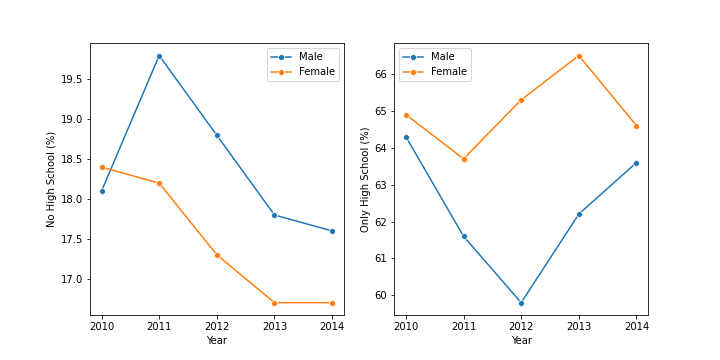 No High School (%)
19.5
19.0
18.5
18.0
17.5
17.0
Male
Female
2010 2011 2012 2013 2014
Year
Only High School (%)
66
65
64
63
62
61
60
Male
Female
2010 2011 2012 2013 2014
Year